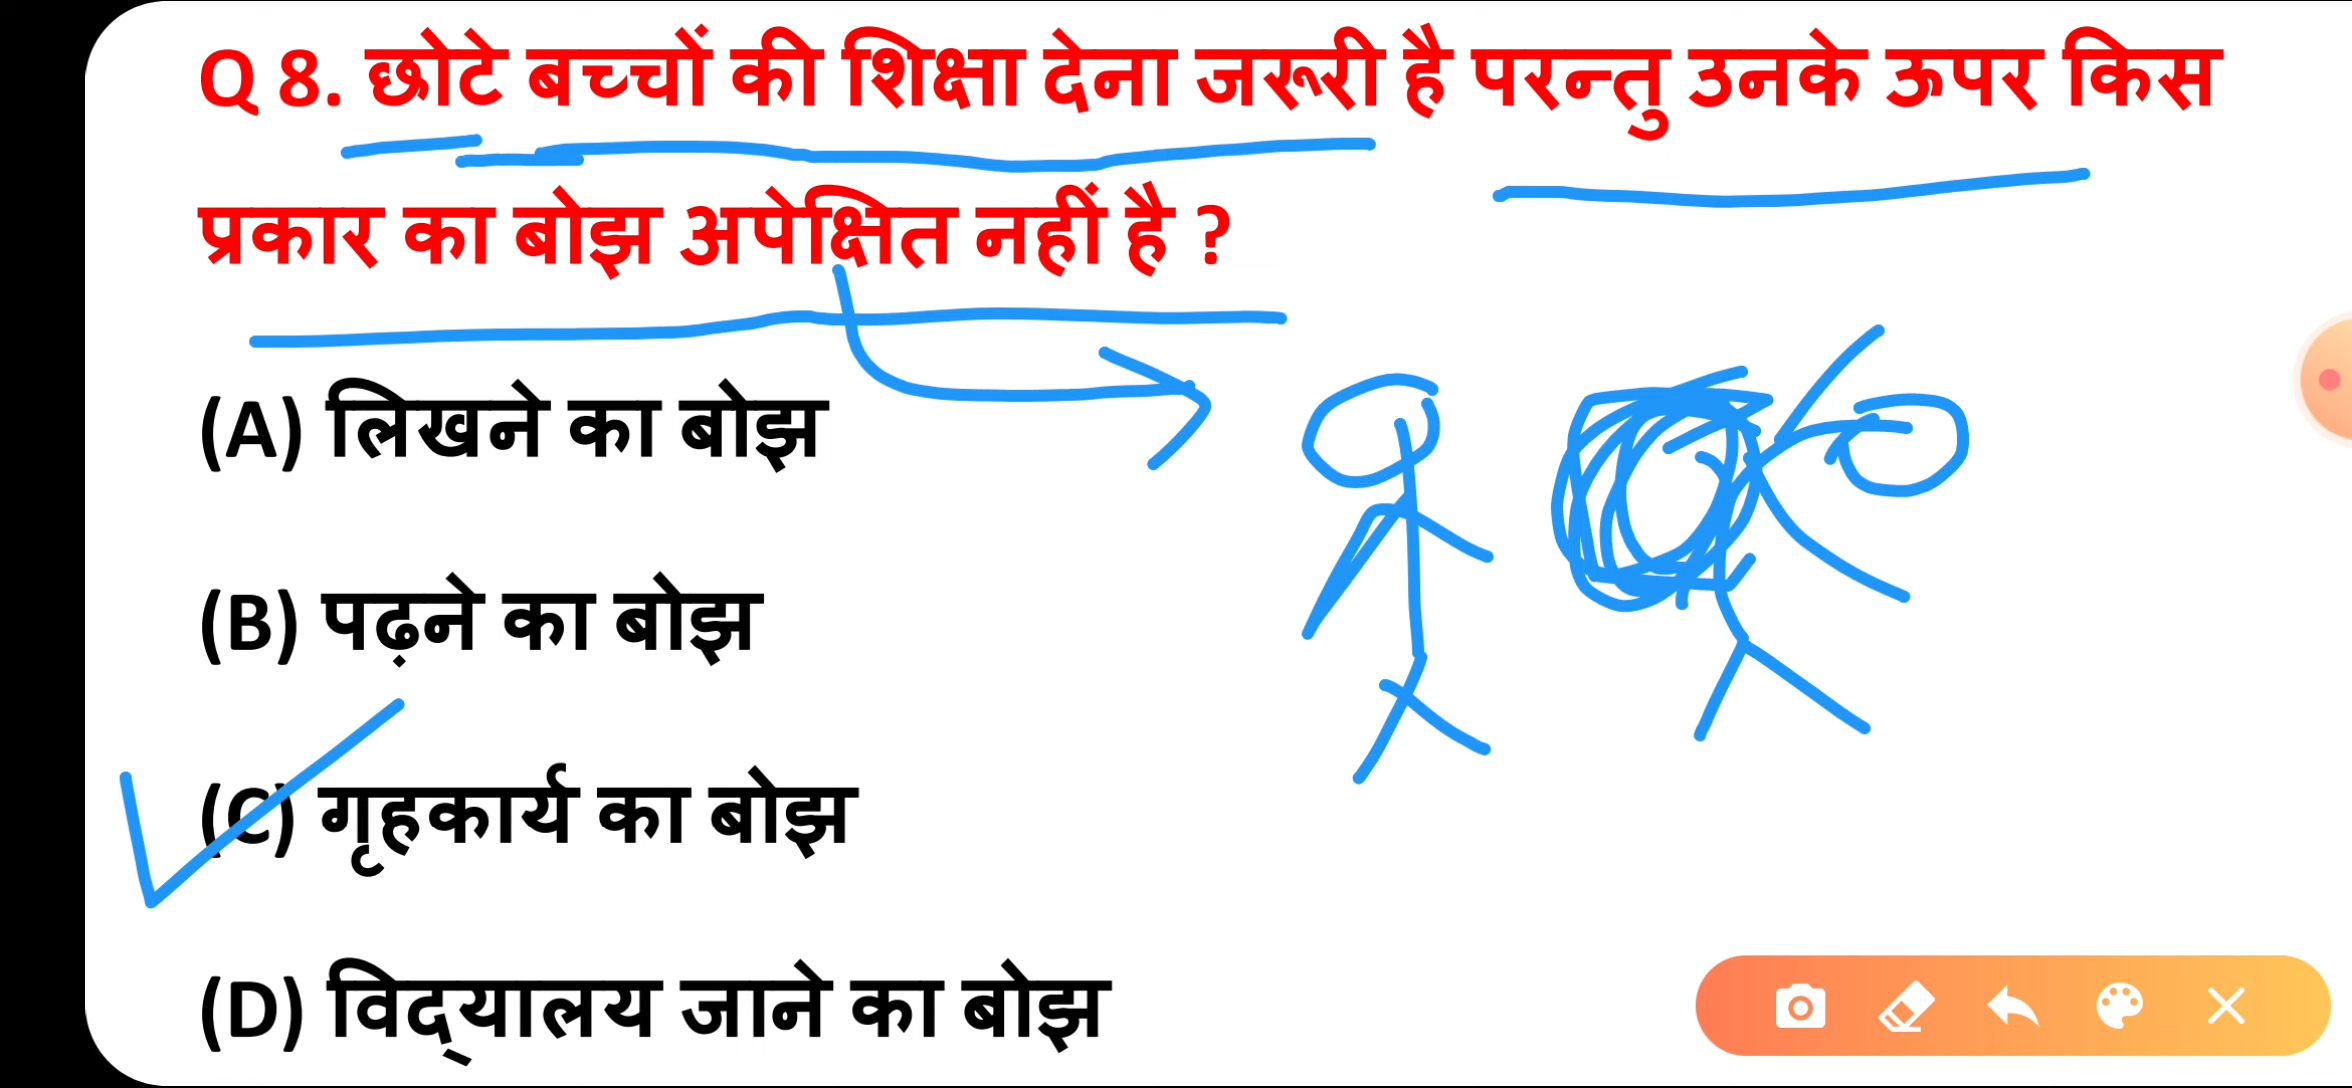 Q 8. छोटे बच्चों की शिक्षा देना जरूरी है परन्तु उनके ऊपर किस
प्रकार का बोझ अपेक्षित नहीं है ?
(A) लिखने का बोझ
(B) पढ़ने का बोझ
(C) गृहकार्य का बोझ
(D) विद्यालय जाने का बोझ